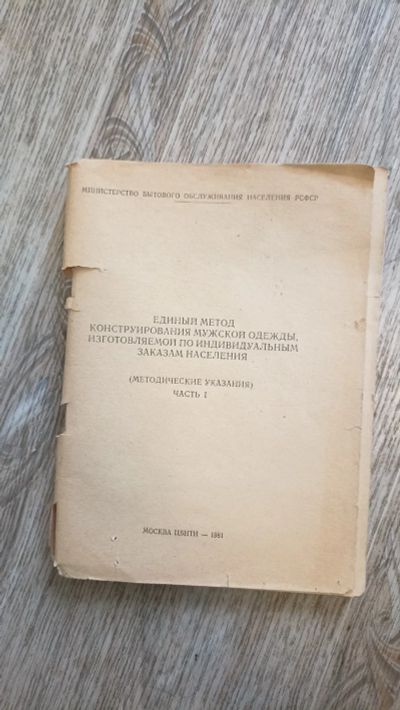 МИНИСТЕРСТВО БЫТОВОГО ОБСЛУЖИВАНИЯ НАСЕЛЕНИЯ РСФСР
ЕДИНЫЙ МЕТОД
КОНСТРУИРОВАНИЯ МУЖСКОЙ ОДЕЖДЫ,
ИЗГОТОВЛЯЕМОЙ ПО ИНДИВИДУАЛЬНЫМ
ЗАКАЗАМ НАСЕЛЕНИЯ
(МЕТОДИЧЕСКИЕ УКАЗАНИЯ)
ЧАСТЬ I
МОСКВА ЦБНТИ — 1981